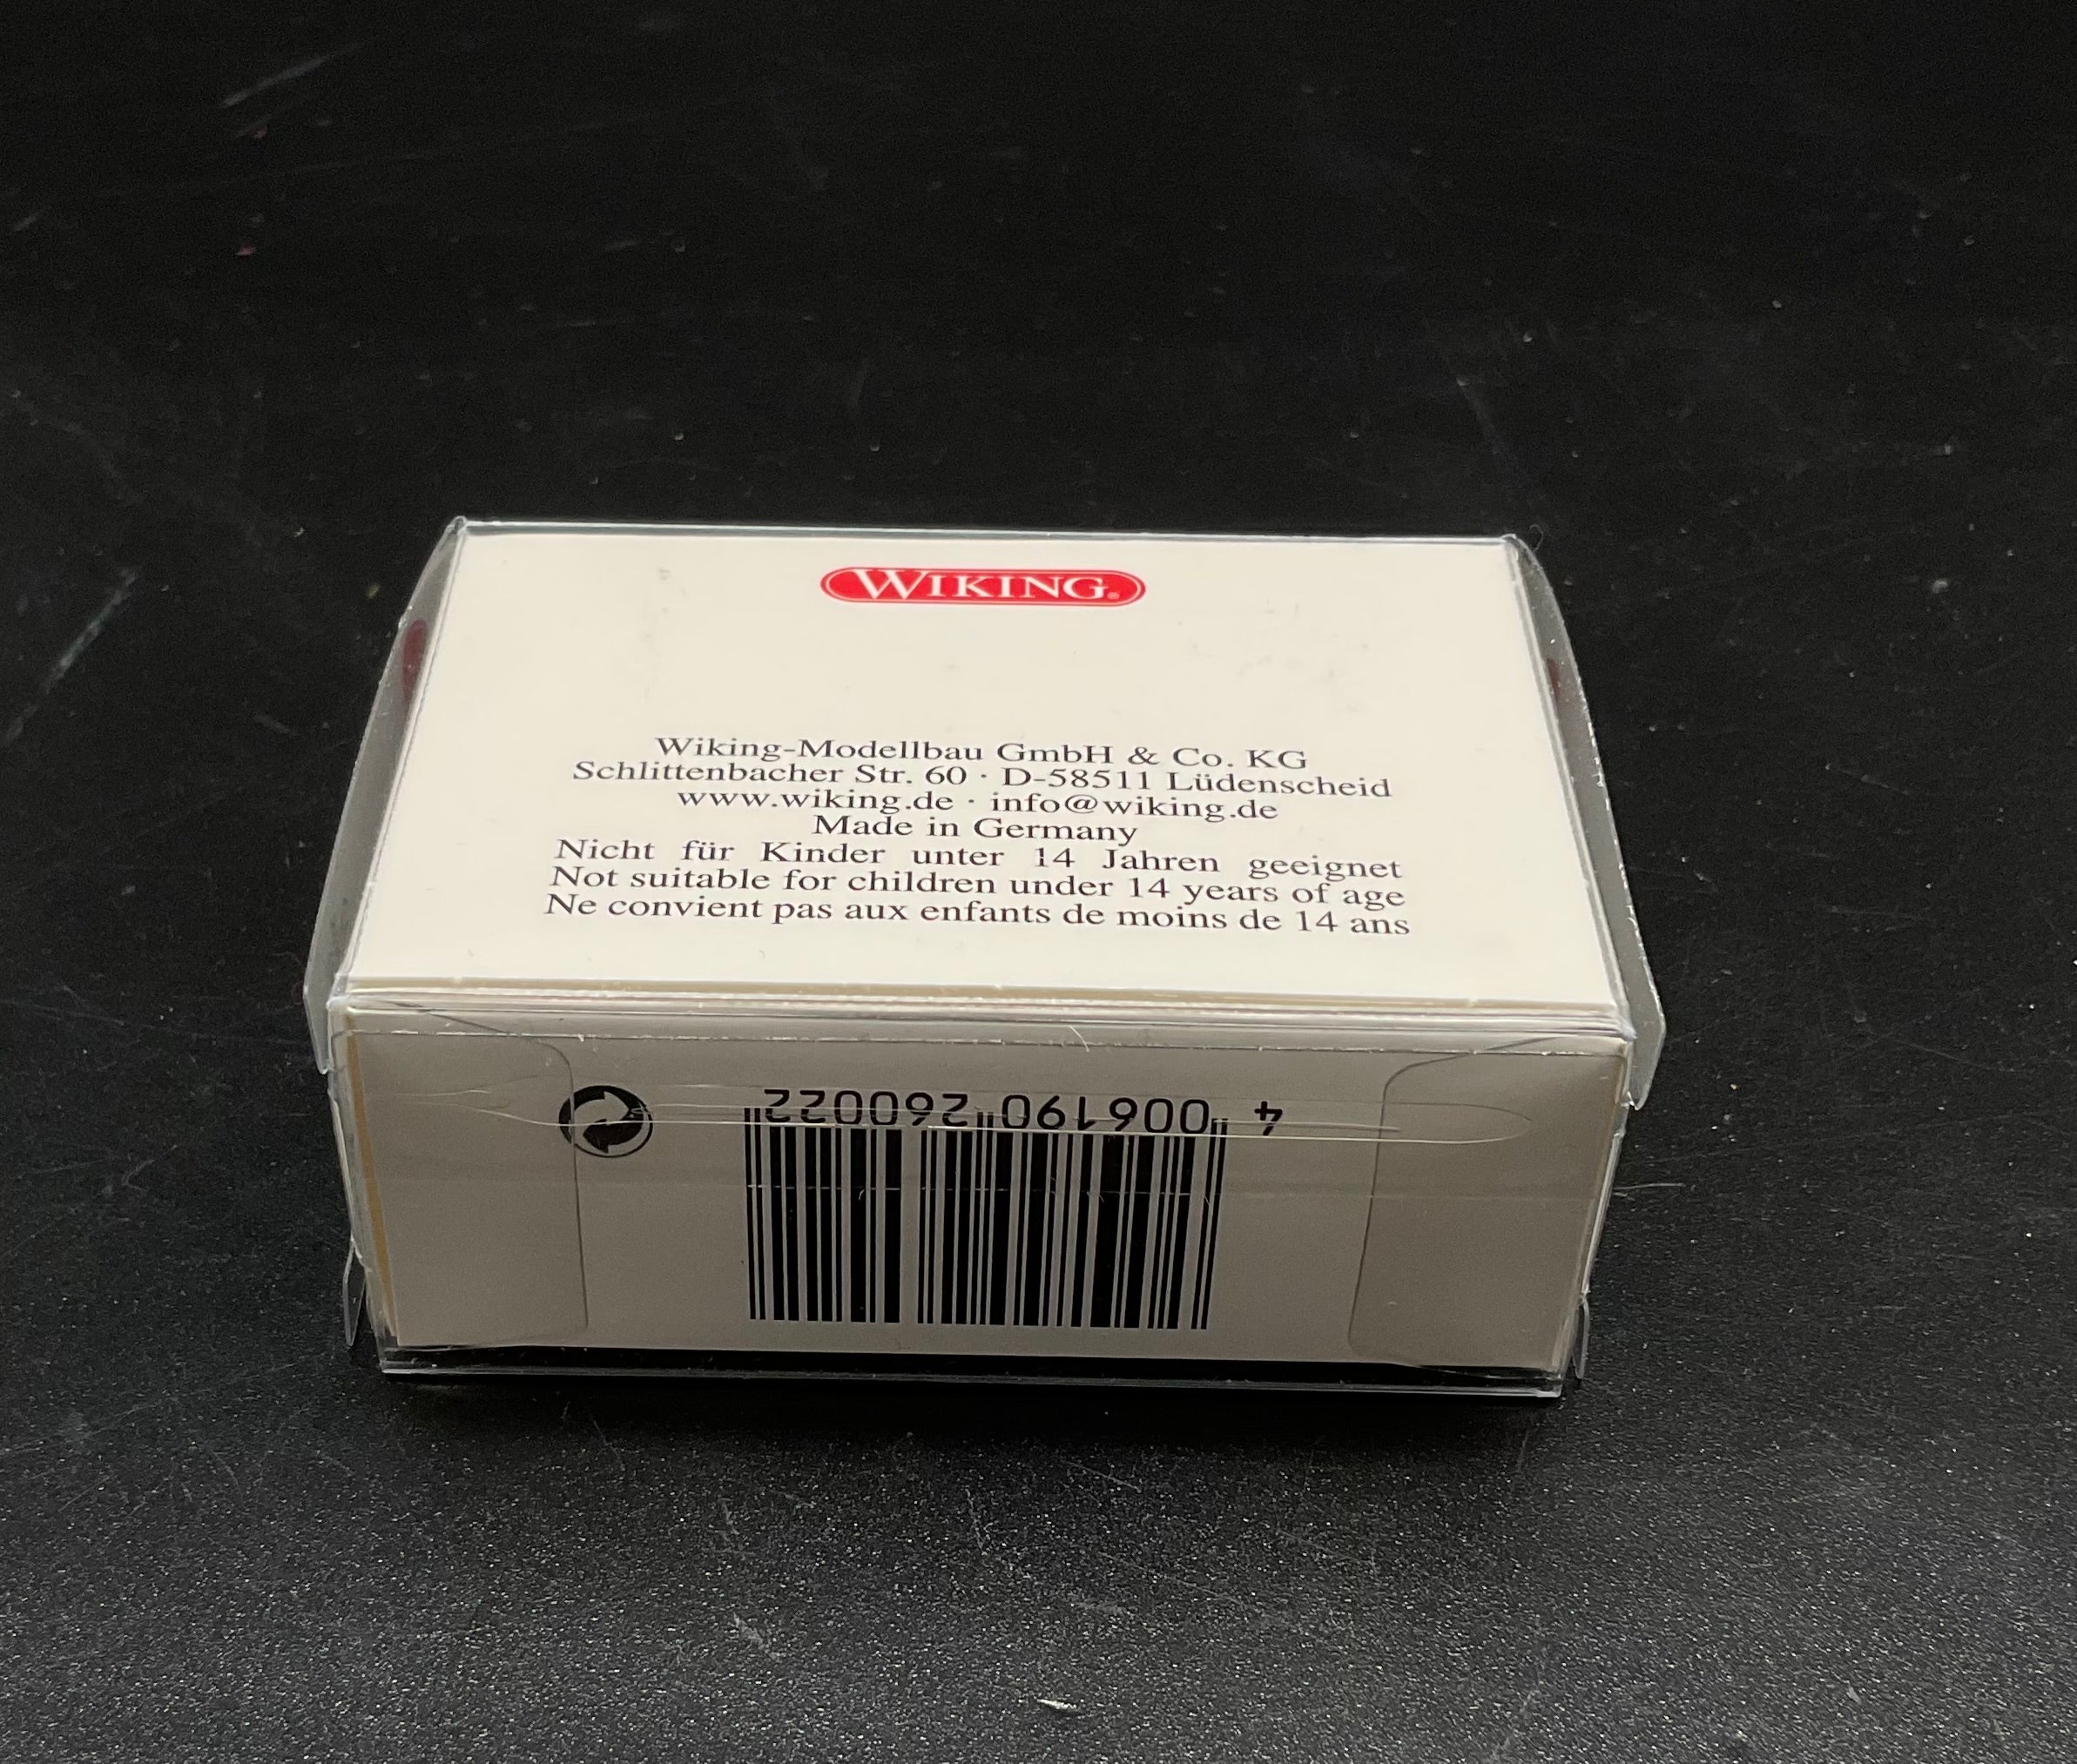 WIKING®
Wiking-Modellbau GmbH & Co. KG
Schlittenbacher Str. 60 · D-58511 Lüdenscheid
www.wiking.de · info@wiking.de
Made in Germany
Nicht für Kinder unter 14 Jahren geeignet
Not suitable for children under 14 years of age
Ne convient pas aux enfants de moins de 14 ans
4 006190 260022